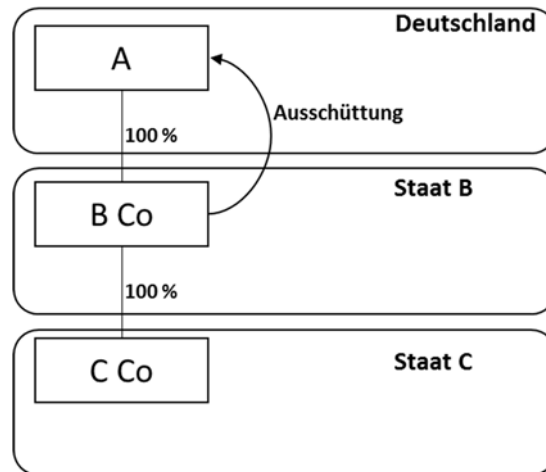 Deutschland
A
Ausschüttung
100 %
Staat B
B Co
100 %
Staat C
C Co